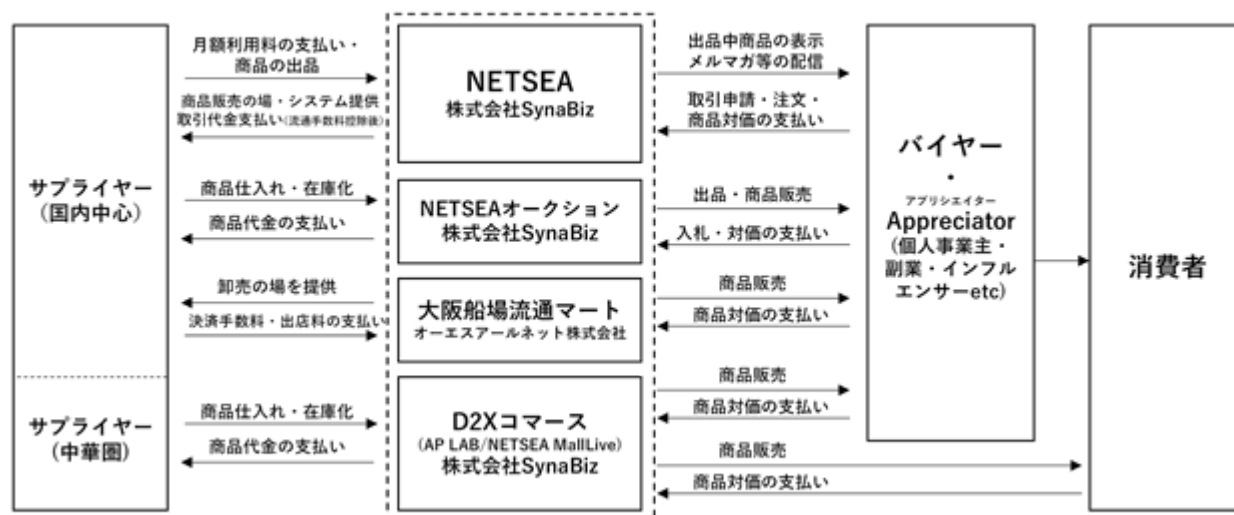 サプライヤー
(国内中心)
サプライヤー
(中華圏)
月額利用料の支払い・
商品の出品
商品販売の場・システム提供
取引代金支払い(流通手数料控除後)
商品仕入れ・在庫化
商品代金の支払い
卸売の場を提供
決済手数料・出店料の支払い
商品仕入れ・在庫化
商品代金の支払い
NETSEA
株式会社SynaBiz
NETSEAオークション
株式会社SynaBiz
大阪船場流通マート
オーエスアールネット株式会社
D2Xコマース
(AP LAB/NETSEA MallLive)
株式会社SynaBiz
出品中商品の表示
メルマガ等の配信
取引申請・注文・
商品対価の支払い
出品・商品販売
入札・対価の支払い
商品販売
商品対価の支払い
商品販売
商品対価の支払い
商品販売
商品対価の支払い
バイヤー
・
アプリシエイター
Appreciator
(個人事業主・
副業・インフル
エンサーetc)
消費者